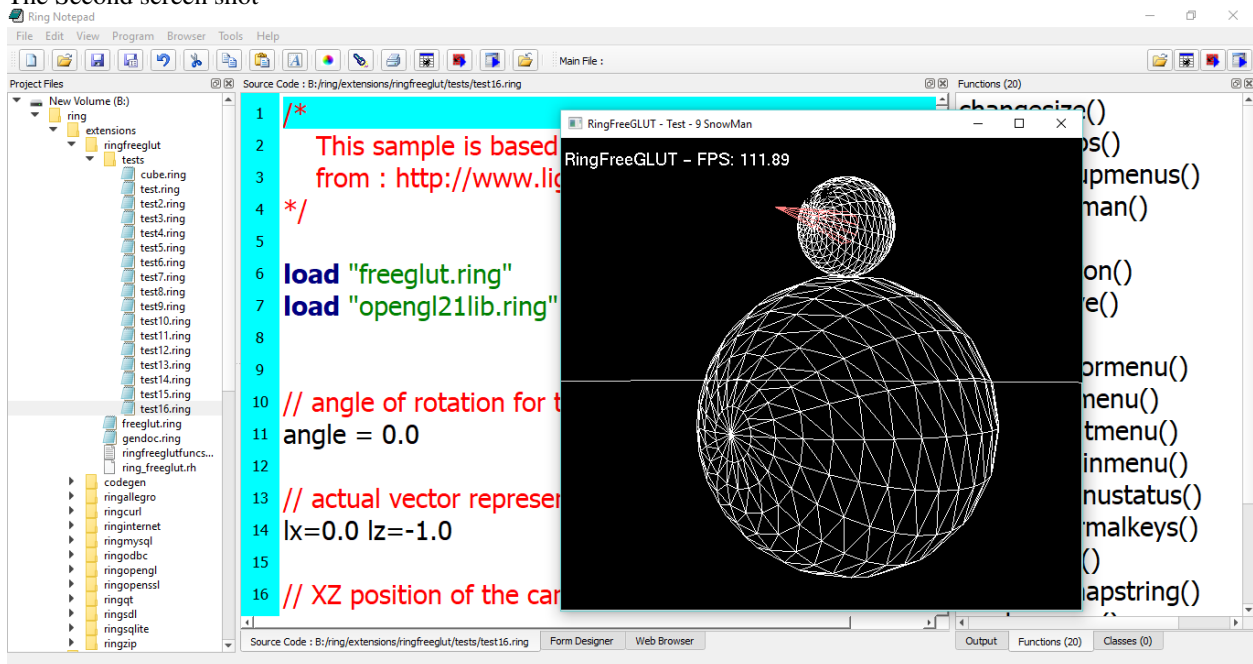 The Second screen shot
Ring Notepad
File Edit View Program Browser Tools Help
Main File :
Project Files
New Volume (B:)
ring
extensions
ringfreeglut
tests
cube.ring
test.ring
test2.ring
test3.ring
test4.ring
test5.ring
test6.ring
test7.ring
test8.ring
test9.ring
test10.ring
test11.ring
test12.ring
test13.ring
test14.ring
test15.ring
test16.ring
freeglut.ring
gendoc.ring
ringfreeglutfuncs...
ring_freeglut.rh
codegen
ringallegro
ringcurl
ringinternet
ringmysql
ringodbc
ringopengl
ringopenssl
ringqt
ringsdl
ringsqlite
ringzip
Source Code : B:/ring/extensions/ringfreeglut/tests/test16.ring
1 /*
2 This sample is based
3 from : http://www.lig
4 */
5
6 load "freeglut.ring"
7 load "opengl21lib.ring"
8
9
10 // angle of rotation for t
11 angle = 0.0
12
13 // actual vector represer
14 lx=0.0 lz=-1.0
15
16 // XZ position of the car
RingFreeGLUT - Test - 9 SnowMan
RingFreeGLUT - FPS: 111.89
Functions (20)
changesize()
ps()
upmenus()
man()
on()
e()
ormenu()
menu()
tmenu()
inmenu()
nustatus()
rmalkeys()
()
apstring()
Source Code : B:/ring/extensions/ringfreeglut/tests/test16.ring Form Designer Web Browser
Output Functions (20) Classes (0)